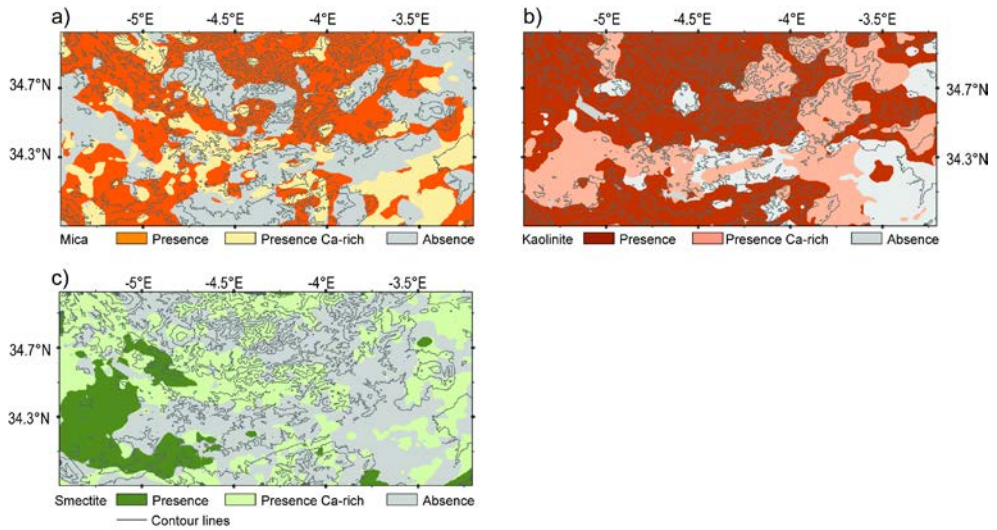 a)
-5° -4.5°E -4° -3.5°
34.7°N
34.3°N
Mica Presence Presence Ca-rich Absence
b)
-5° -4.5°E -4° -3.5°
34.7°N
34.3°N
Kaolinite Presence Presence Ca-rich Absence
c)
-5° -4.5°E -4° -3.5°
34.7°N
34.3°N
Smectite Presence Presence Ca-rich Absence
Contour lines